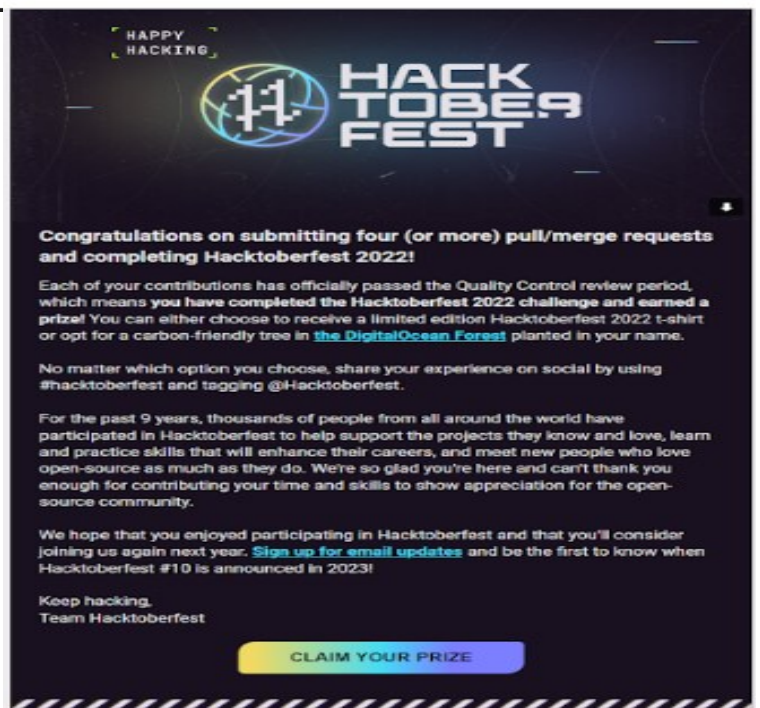 HAPPY
HACKING
HACK
TOBER
FEST
Congratulations on submitting four (or more) pull/merge requests
and completing Hacktoberfest 2022!
Each of your contributions has officially passed the Quality Control review period,
which means you have completed the Hacktoberfest 2022 challenge and earned a
prize! You can either choose to receive a limited edition Hacktoberfest 2022 t-shirt
or opt for a carbon-friendly tree in the DigitalOcean Forest planted in your name.
No matter which option you choose, share your experience on social by using
#hacktoberfest and tagging @Hacktoberfest.
For the past 9 years, thousands of people from all around the world have
participated in Hacktoberfest to help support the projects they know and love, learn
and practice skills that will enhance their careers, and meet new people who love
open-source as much as they do. We're so glad you're here and can't thank you
enough for contributing your time and skills to show appreciation for the open-
source community.
We hope that you enjoyed participating in Hacktoberfest and that you'll consider
joining us again next year. Sign up for email updates and be the first to know when
Hacktoberfest #10 is announced in 2023!
Keep hacking,
Team Hacktoberfest
CLAIM YOUR PRIZE